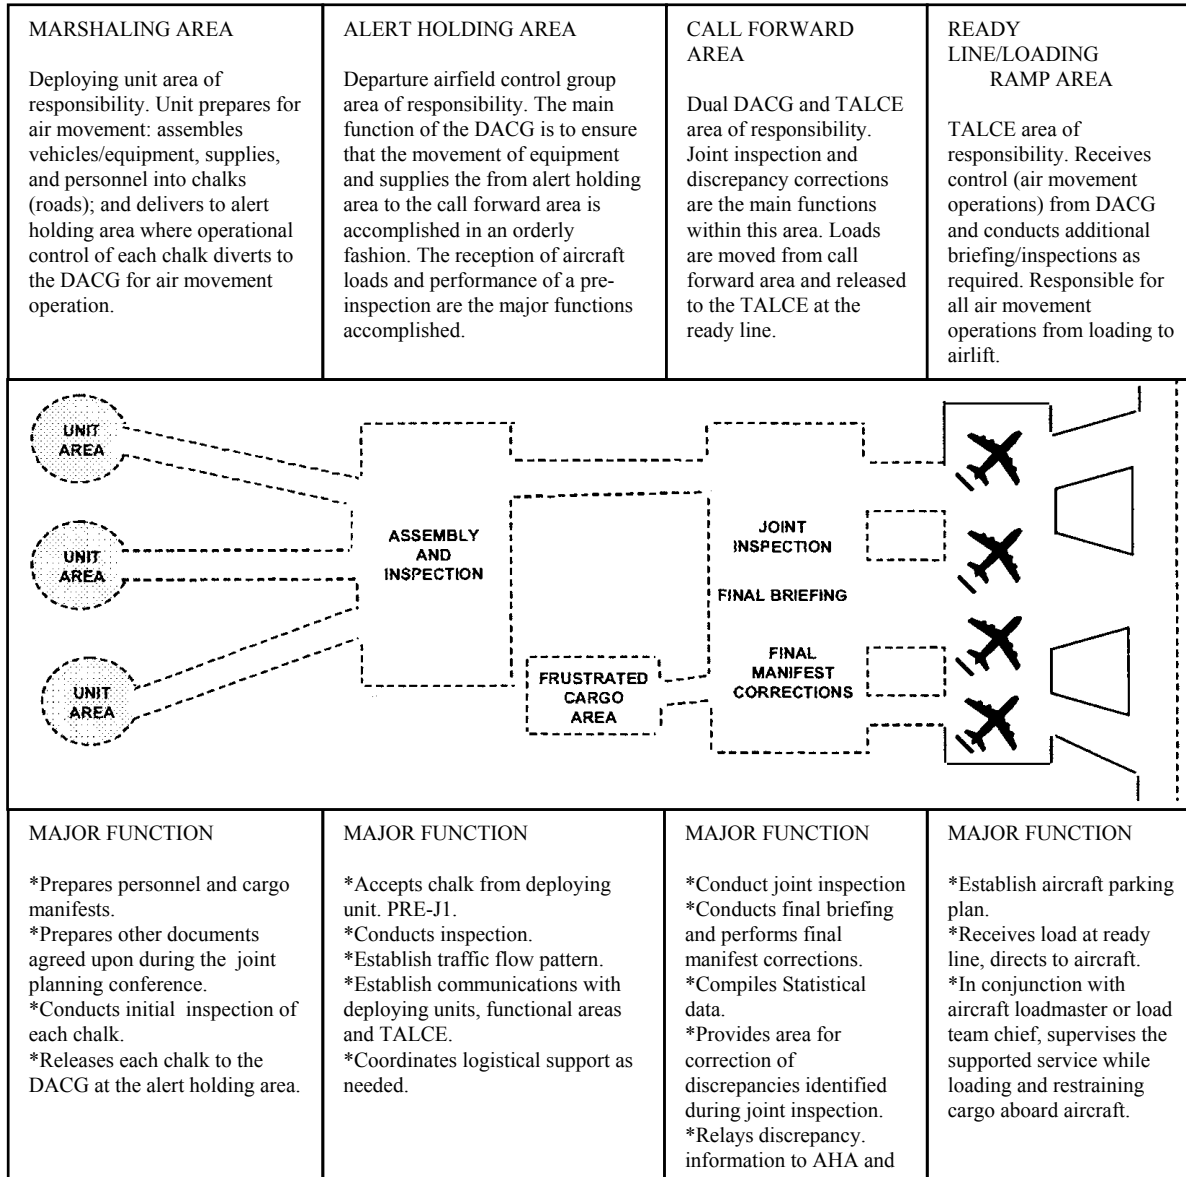 MARSHALING AREA
Deploying unit area of
responsibility. Unit prepares for
air movement: assembles
vehicles/equipment, supplies,
and personnel into chalks
(roads); and delivers to alert
holding area where operational
control of each chalk diverts to
the DACG for air movement
operation.
ALERT HOLDING AREA
Departure airfield control group
area of responsibility. The main
function of the DACG is to ensure
that the movement of equipment
and supplies the from alert holding
area to the call forward area is
accomplished in an orderly
fashion. The reception of aircraft
loads and performance of a pre-
inspection are the major functions
accomplished.
CALL FORWARD
AREA
Dual DACG and TALCE
area of responsibility.
Joint inspection and
discrepancy corrections
are the main functions
within this area. Loads
are moved from call
forward area and released
to the TALCE at the
ready line.
READY
LINE/LOADING
RAMP AREA
TALCE area of
responsibility. Receives
control (air movement
operations) from DACG
and conducts additional
briefing/inspections as
required. Responsible for
all air movement
operations from loading to
airlift.
UNIT
AREA
UNIT
AREA
UNIT
AREA
ASSEMBLY
AND
INSPECTION
FRUSTRATED
CARGO
AREA
JOINT
INSPECTION
FINAL BRIEFING
FINAL
MANIFEST
CORRECTIONS
MAJOR FUNCTION
*Prepares personnel and cargo
manifests.
*Prepares other documents
agreed upon during the joint
planning conference.
*Conducts initial inspection of
each chalk.
*Releases each chalk to the
DACG at the alert holding area.
MAJOR FUNCTION
*Accepts chalk from deploying
unit. PRE-J1.
*Conducts inspection.
*Establish traffic flow pattern.
*Establish communications with
deploying units, functional areas
and TALCE.
*Coordinates logistical support as
needed.
MAJOR FUNCTION
*Conduct joint inspection
*Conducts final briefing
and performs final
manifest corrections.
*Compiles Statistical
data.
*Provides area for
correction of
discrepancies identified
during joint inspection.
*Relays discrepancy.
information to AHA and
MAJOR FUNCTION
*Establish aircraft parking
plan.
*Receives load at ready
line, directs to aircraft.
*In conjunction with
aircraft loadmaster or load
team chief, supervises the
supported service while
loading and restraining
cargo aboard aircraft.